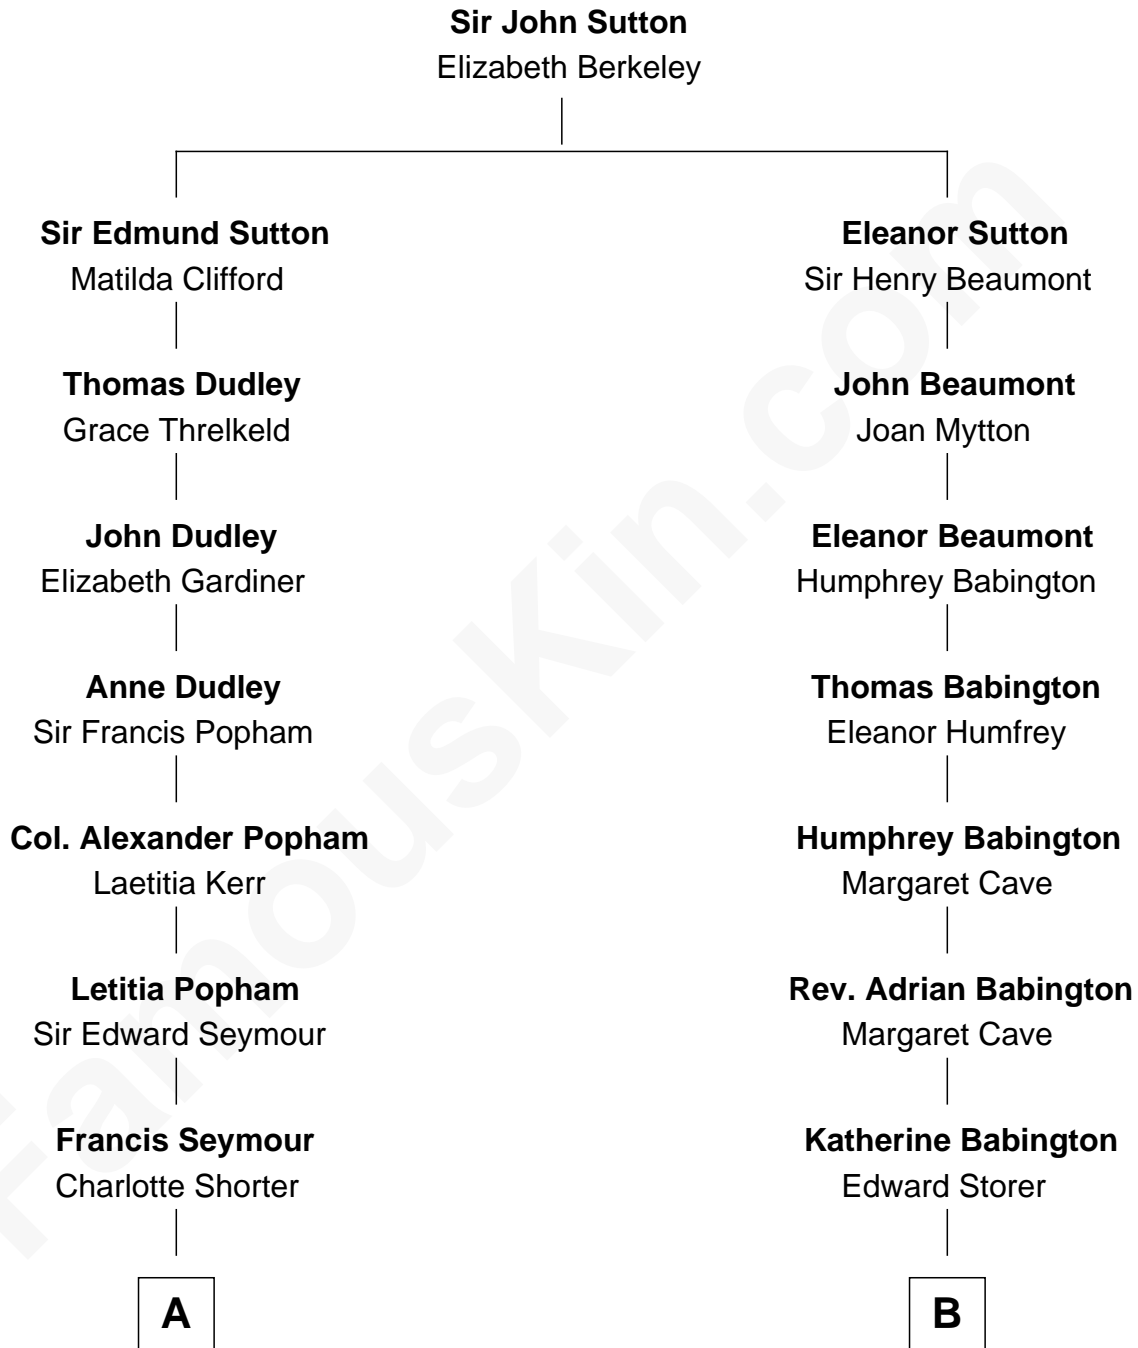 Sir John Sutton
Elizabeth Berkeley
Sir Edmund Sutton
Matilda Clifford
Eleanor Sutton
Sir Henry Beaumont
Thomas Dudley
Grace Threlkeld
John Beaumont
Joan Mytton
John Dudley
Elizabeth Gardiner
Eleanor Beaumont
Humphrey Babington
Anne Dudley
Sir Francis Popham
Thomas Babington
Eleanor Humfrey
Col. Alexander Popham
Laetitia Kerr
Humphrey Babington
Margaret Cave
Letitia Popham
Sir Edward Seymour
Rev. Adrian Babington
Margaret Cave
Francis Seymour
Charlotte Shorter
Katherine Babington
Edward Storer
A
B
FamousKin.com